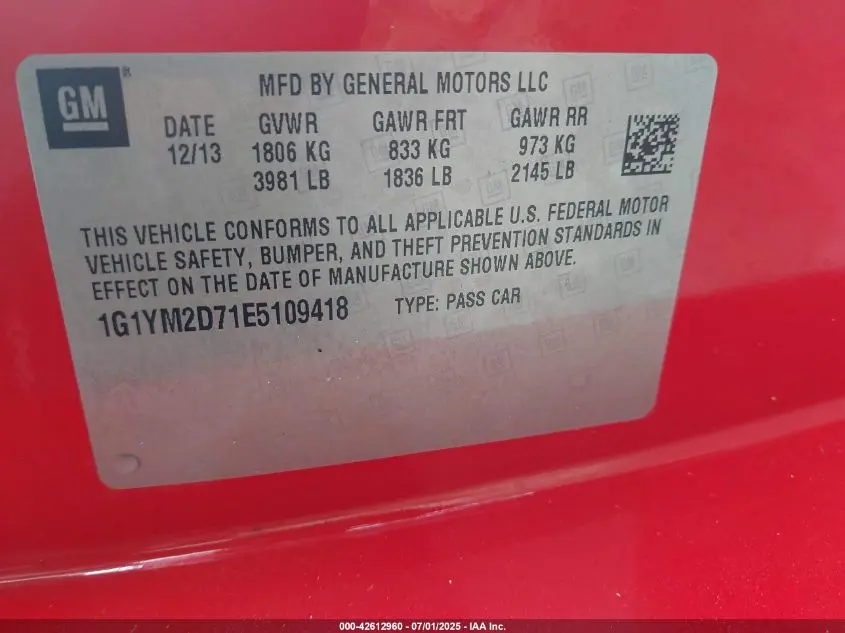 GM
®
MFD BY GENERAL MOTORS LLC
DATE GVWR GAWR FRT GAWR RR
12/13 1806 KG 833 KG 973 KG
3981 LB 1836 LB 2145 LB
THIS VEHICLE CONFORMS TO ALL APPLICABLE U.S. FEDERAL MOTOR
VEHICLE SAFETY, BUMPER, AND THEFT PREVENTION STANDARDS IN
EFFECT ON THE DATE OF MANUFACTURE SHOWN ABOVE.
1G1YM2D71E5109418 TYPE: PASS CAR
000-42612960 - 07/01/2025 - IAA Inc.